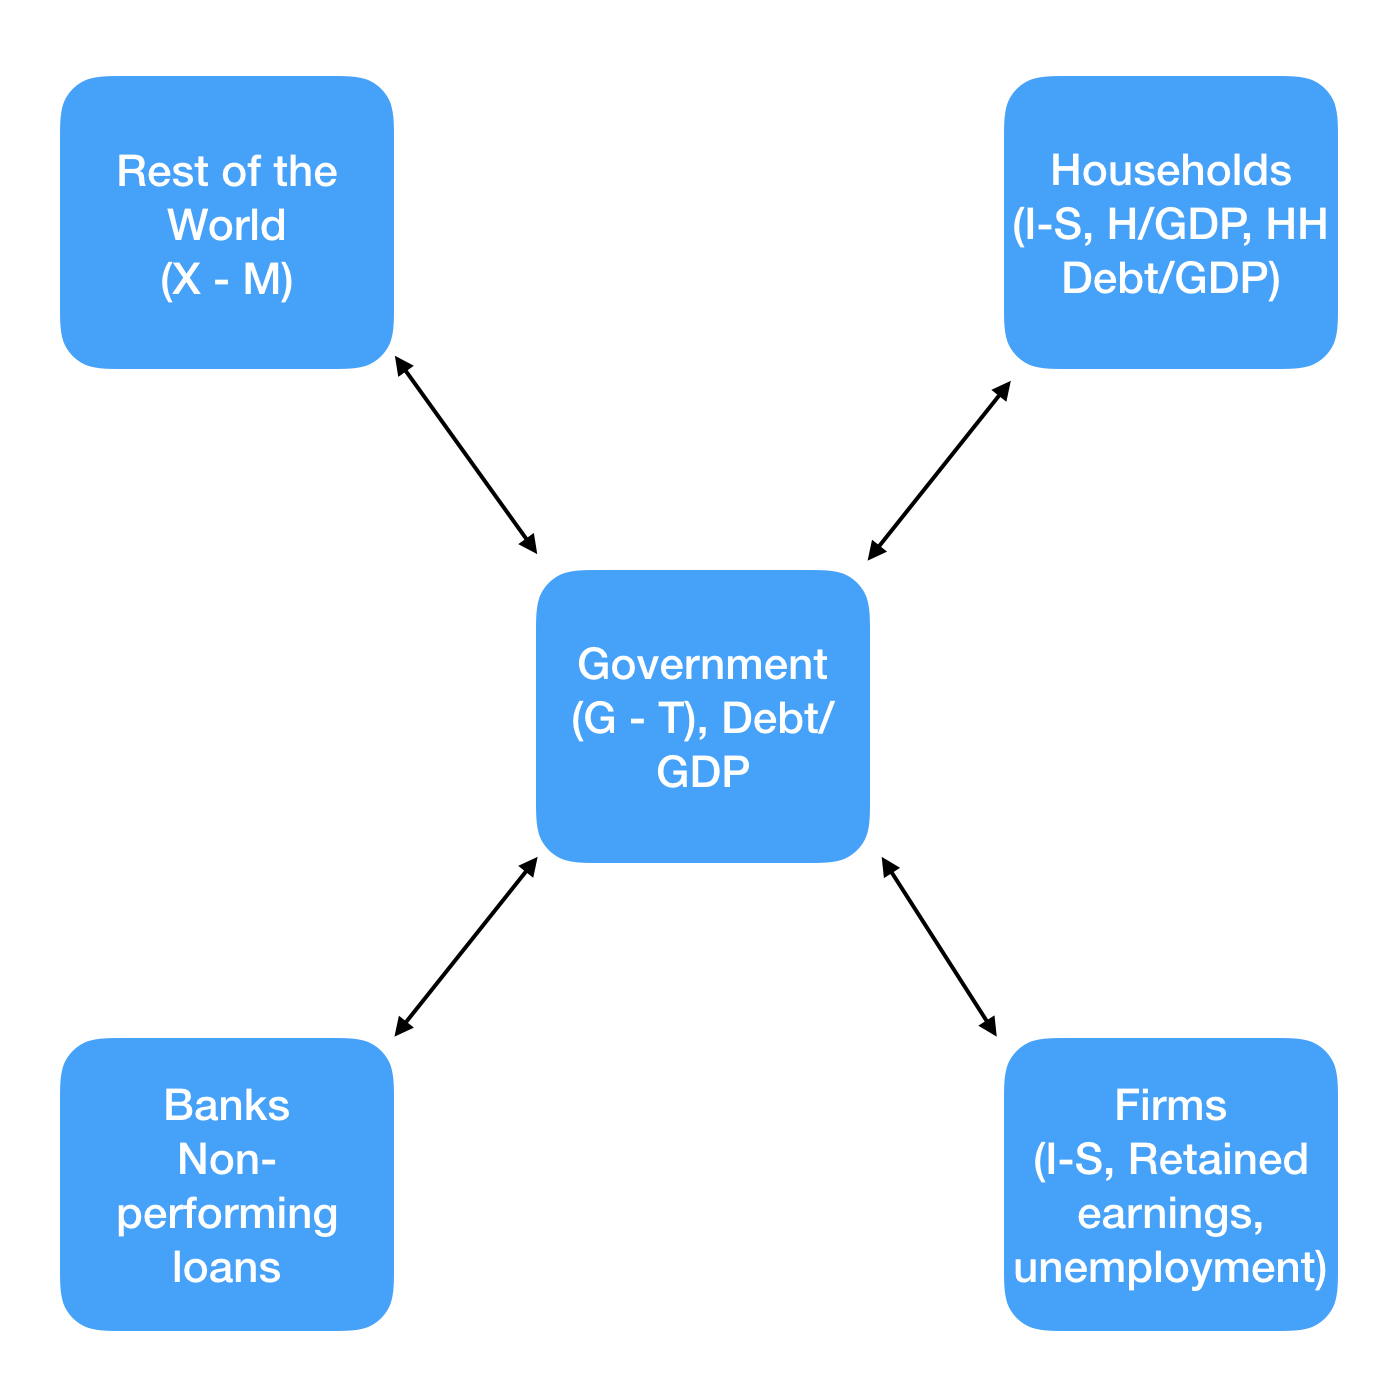 Rest of the
World
(X - M)
Households
(I-S, H/GDP, HH
Debt/GDP)
Government
(G - T), Debt/
GDP
Banks
Non-
performing
loans
Firms
(I-S, Retained
earnings,
unemployment)